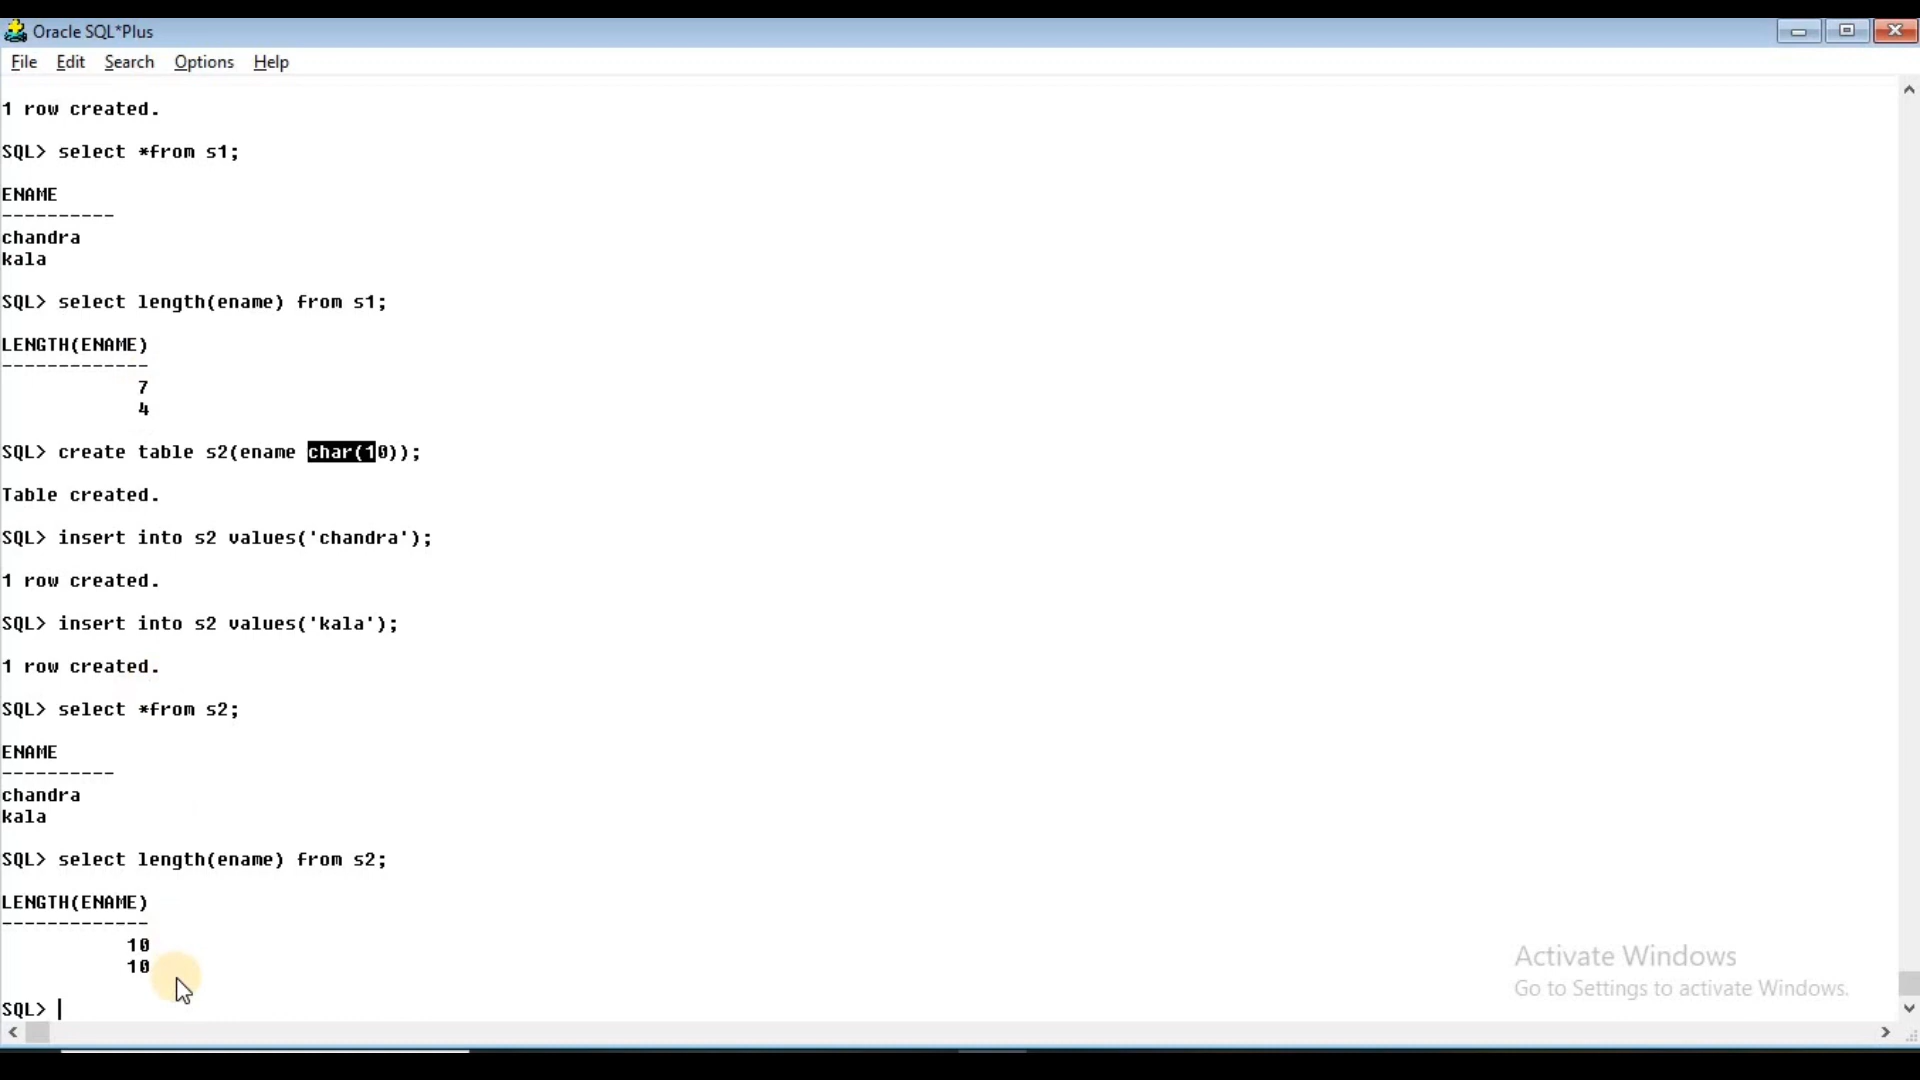 Oracle SQL*Plus
File Edit Search Options Help
1 row created.
SQL> select *from s1;
ENAME
----------
chandra
kala
SQL> select length(ename) from s1;
LENGTH(ENAME)
-------------
7
4
SQL> create table s2(ename char(10));
Table created.
SQL> insert into s2 values('chandra');
1 row created.
SQL> insert into s2 values('kala');
1 row created.
SQL> select *from s2;
ENAME
----------
chandra
kala
SQL> select length(ename) from s2;
LENGTH(ENAME)
-------------
10
10
SQL>
Activate Windows
Go to Settings to activate Windows.